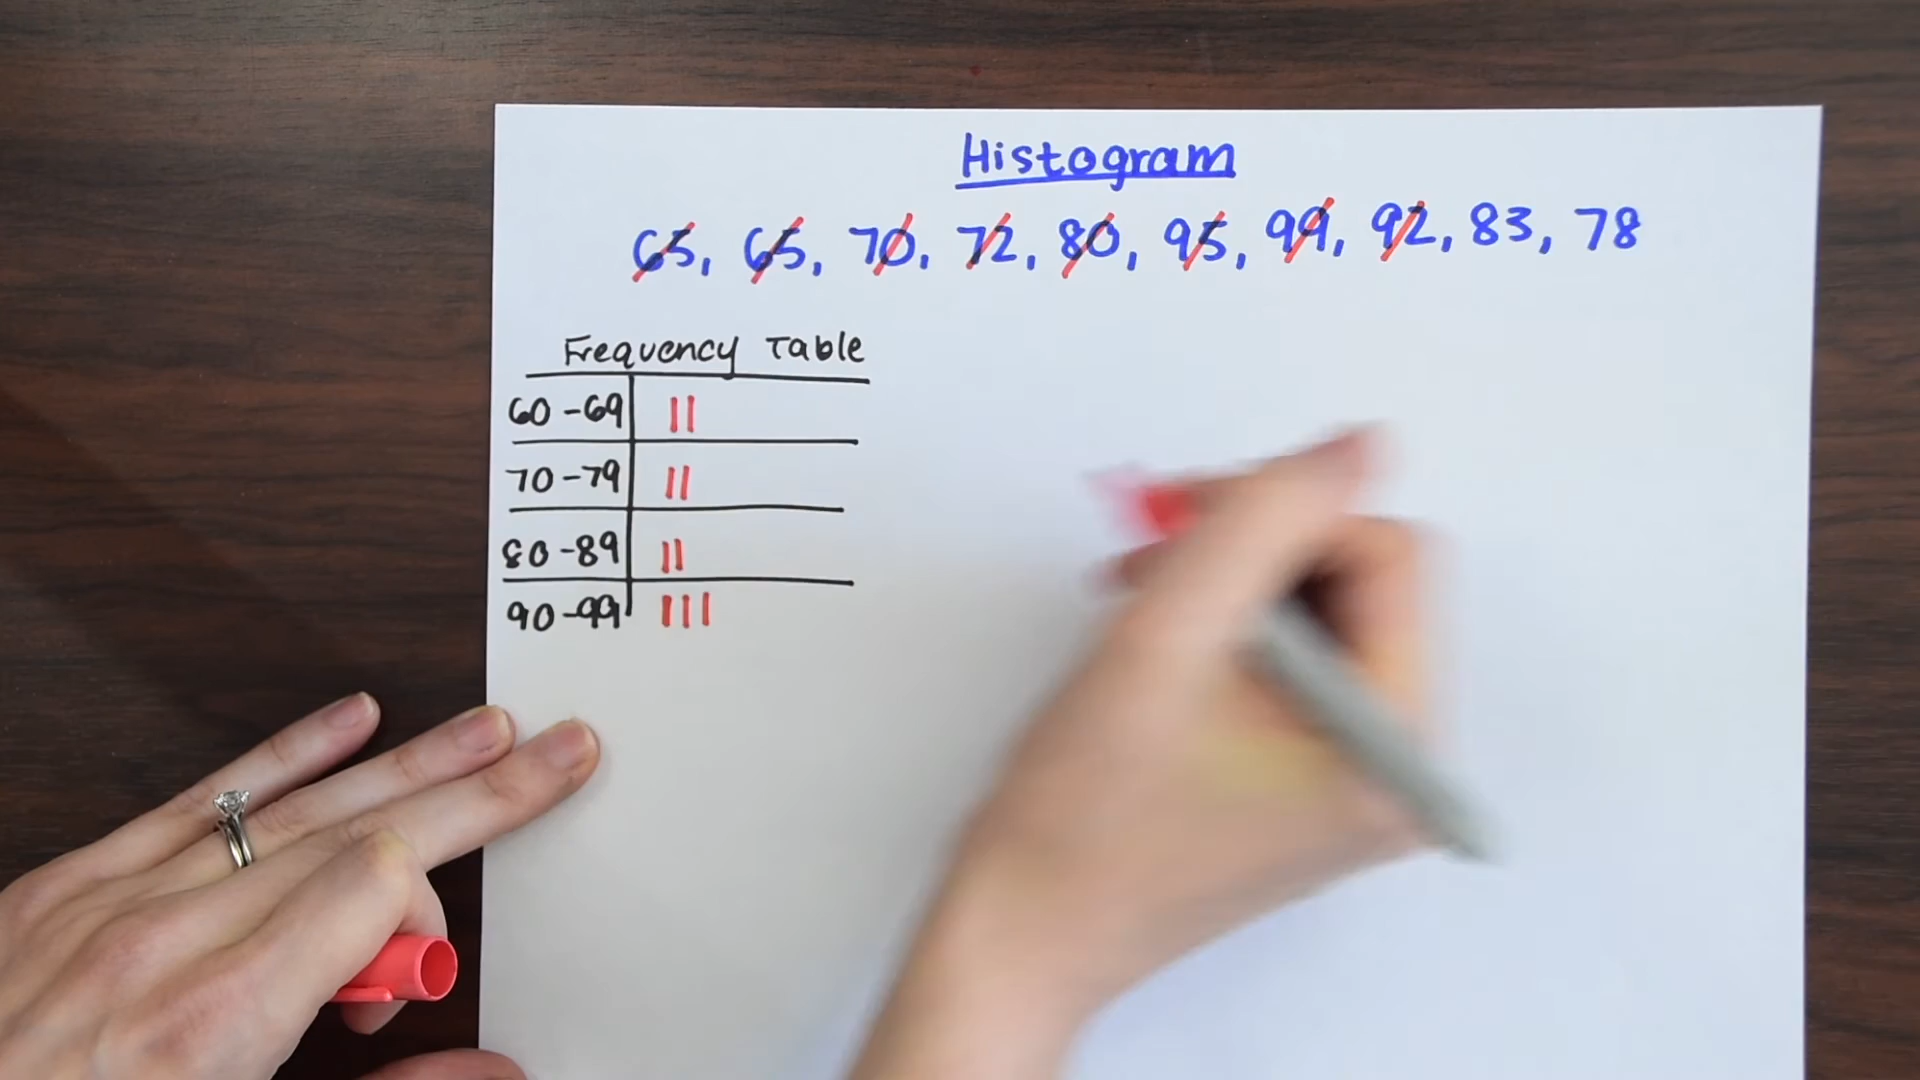 Histogram
65, 65, 70, 72, 80, 95, 99, 92, 83, 78
Frequency Table
60-69 ||
70-79 ||
80-89 ||
90-99 |||